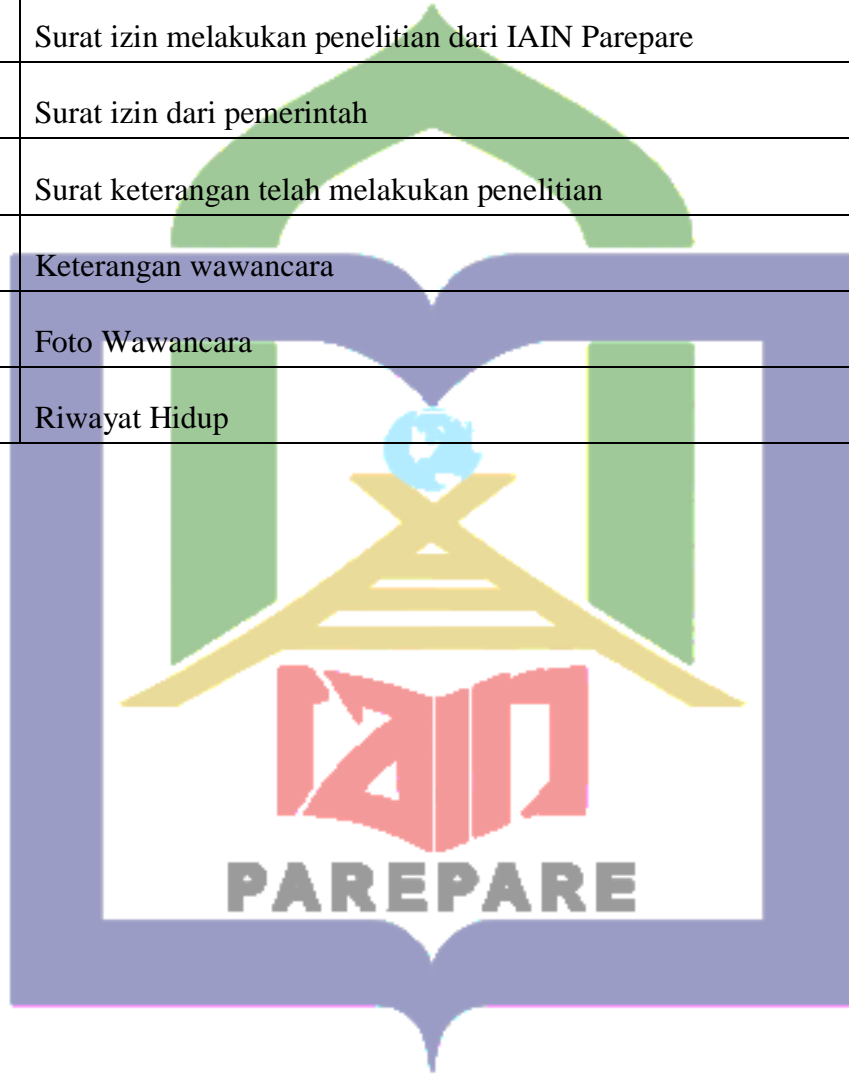 Surat izin melakukan penelitian dari IAIN Parepare
Surat izin dari pemerintah
Surat keterangan telah melakukan penelitian
Keterangan wawancara
Foto Wawancara
Riwayat Hidup
IAIN
PAREPARE